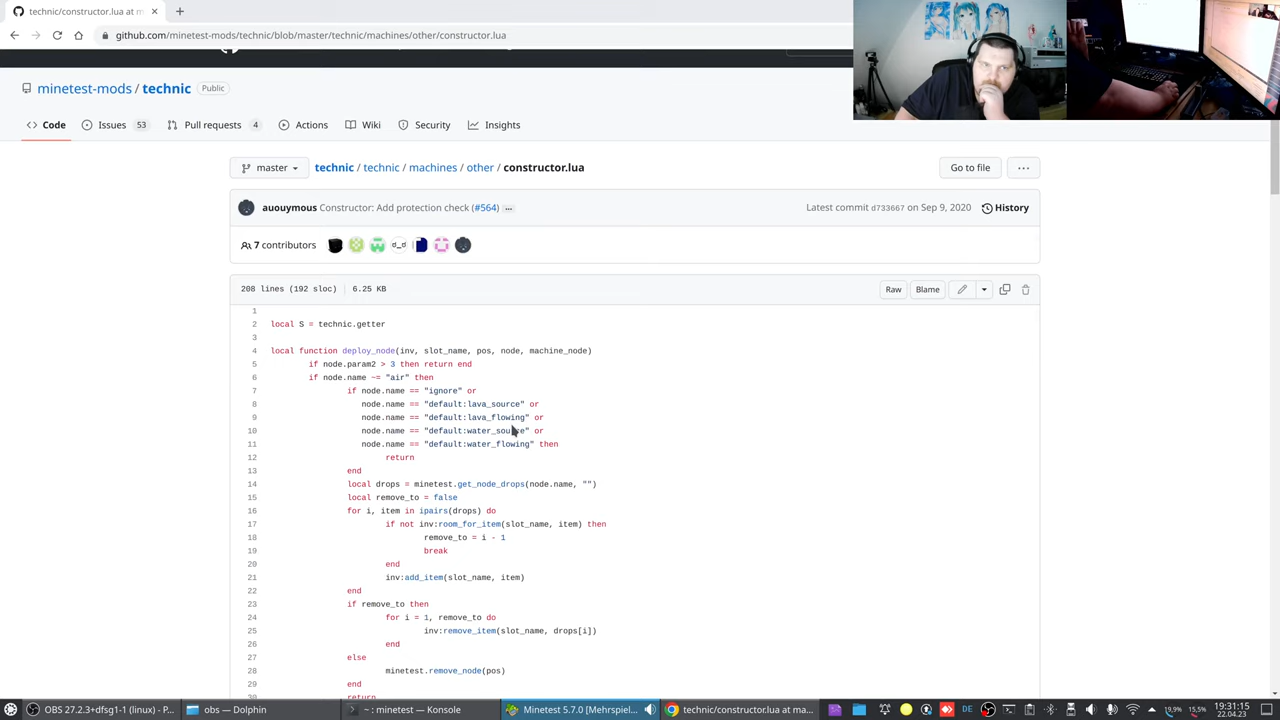 technic/constructor.lua at m
github.com/minetest-mods/technic/blob/master/technic/machines/other/constructor.lua
minetest-mods / technic Public
Code Issues 53 Pull requests 4 Actions Wiki Security Insights
master technic / technic / machines / other / constructor.lua Go to file ...
auouymous Constructor: Add protection check (#564) ... Latest commit d733667 on Sep 9, 2020 History
7 contributors
208 lines (192 sloc) 6.25 KB Raw Blame
1
2 local S = technic.getter
3
4 local function deploy_node(inv, slot_name, pos, node, machine_node)
5 if node.param2 > 3 then return end
6 if node.name ~= "air" then
7 if node.name == "ignore" or
8 node.name == "default:lava_source" or
9 node.name == "default:lava_flowing" or
10 node.name == "default:water_source" or
11 node.name == "default:water_flowing" then
12 return
13 end
14 local drops = minetest.get_node_drops(node.name, "")
15 local remove_to = false
16 for i, item in ipairs(drops) do
17 if not inv:room_for_item(slot_name, item) then
18 remove_to = i - 1
19 break
20 end
21 inv:add_item(slot_name, item)
22 end
23 if remove_to then
24 for i = 1, remove_to do
25 inv:remove_item(slot_name, drops[i])
26 end
27 else
28 minetest.remove_node(pos)
29 end
30 return
OBS 27.2.3+dfsg1-1 (linux) - P... obs — Dolphin ~ : minetest — Konsole Minetest 5.7.0 [Mehrspiel... technic/constructor.lua at ma... DE 19,9% 15,5% 19:31:15
22.04.23